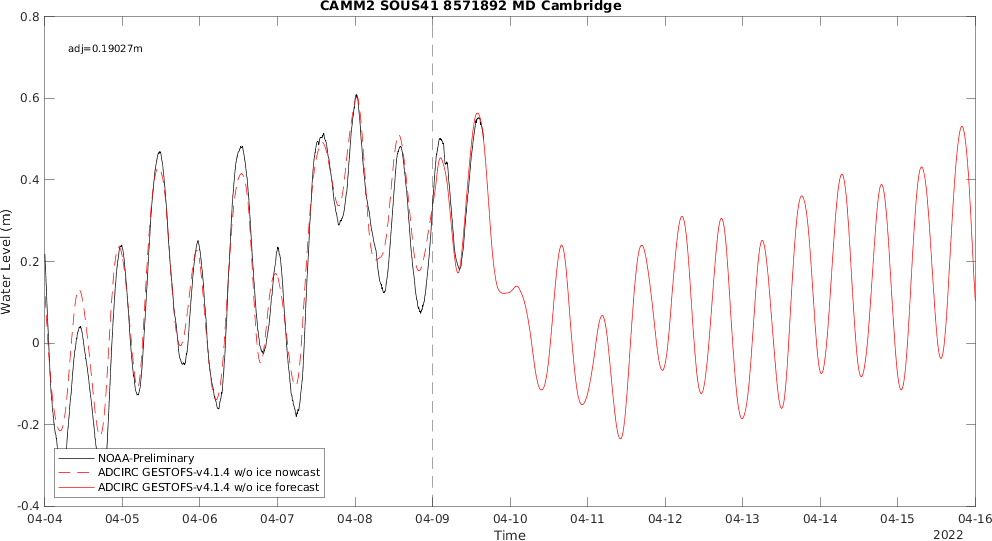 CAMM2 SOUS41 8571892 MD Cambridge
0.8
adj=0.19027m
0.6
0.4
0.2
0
-0.2
-0.4
Water Level (m)
NOAA-Preliminary
ADCIRC GESTOFS-v4.1.4 w/o ice nowcast
ADCIRC GESTOFS-v4.1.4 w/o ice forecast
04-04 04-05 04-06 04-07 04-08 04-09 04-10 04-11 04-12 04-13 04-14 04-15 04-16
Time
2022